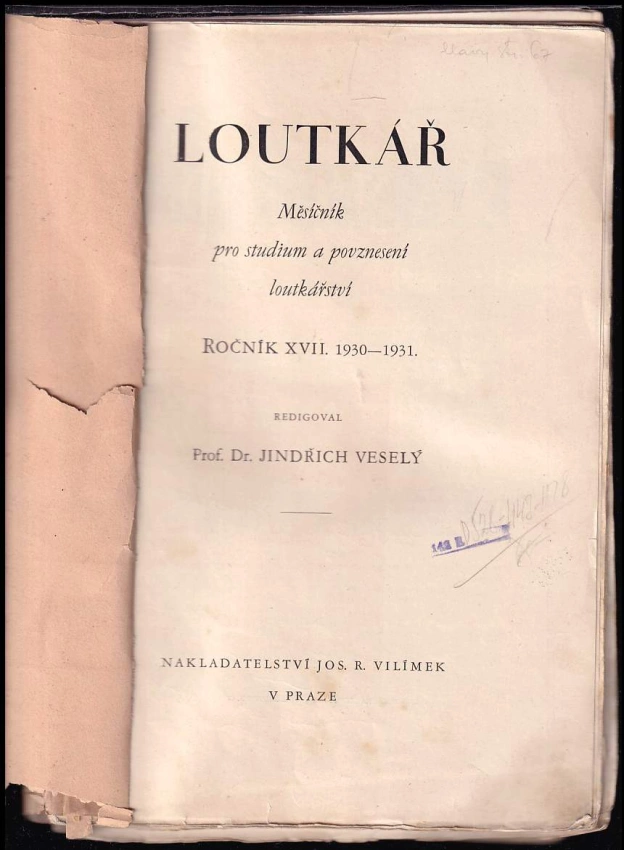 LOUTKÁŘ
Měsíčník
pro studium a povznesení
loutkářství
ROČNÍK XVII. 1930—1931.
REDIGOVAL
Prof. Dr. JINDŘICH VESELÝ
NAKLADATELSTVÍ JOS. R. VILÍMEK
V PRAZE